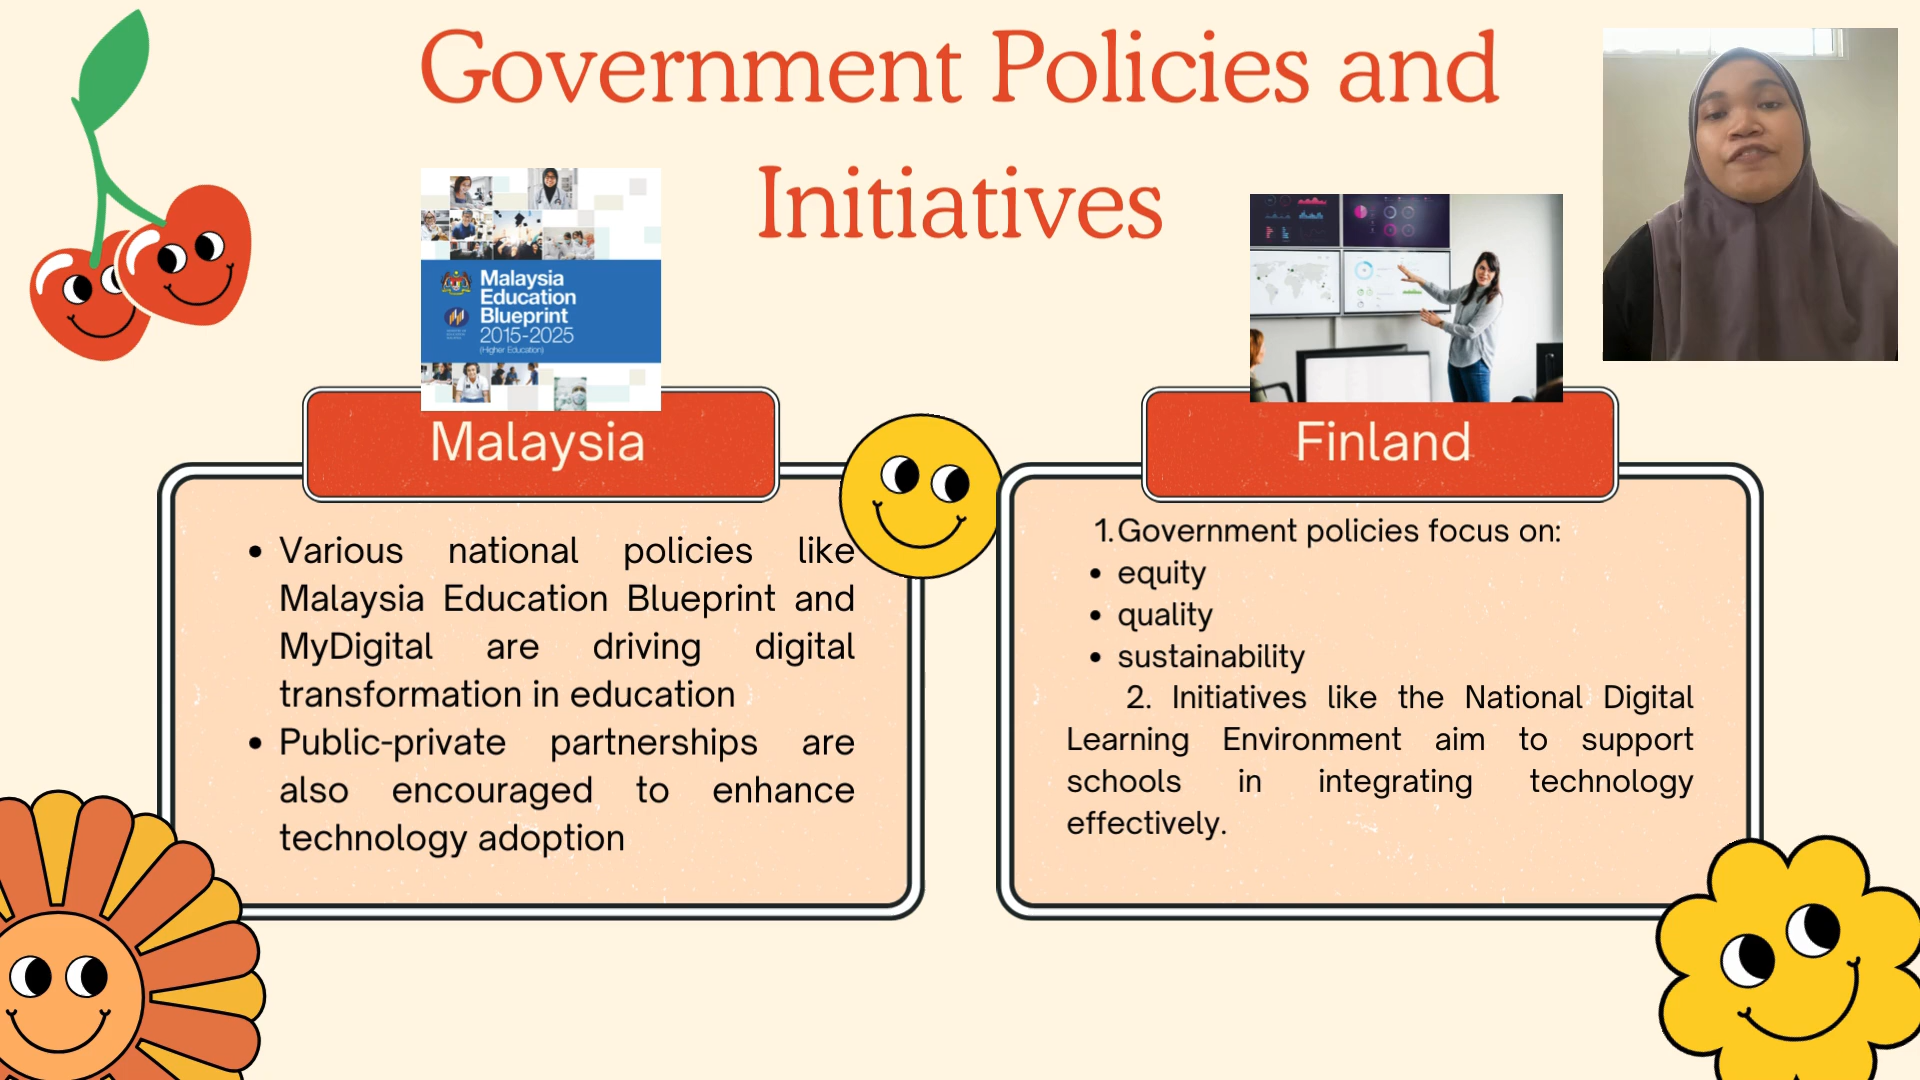 Government Policies and
Initiatives
Malaysia
Education
Blueprint
2015-2025
(Higher Education)
Malaysia
Various national policies like
Malaysia Education Blueprint and
MyDigital are driving digital
transformation in education
Public-private partnerships are
also encouraged to enhance
technology adoption
Finland
1.Government policies focus on:
equity
quality
sustainability
2. Initiatives like the National Digital
Learning Environment aim to support
schools in integrating technology
effectively.